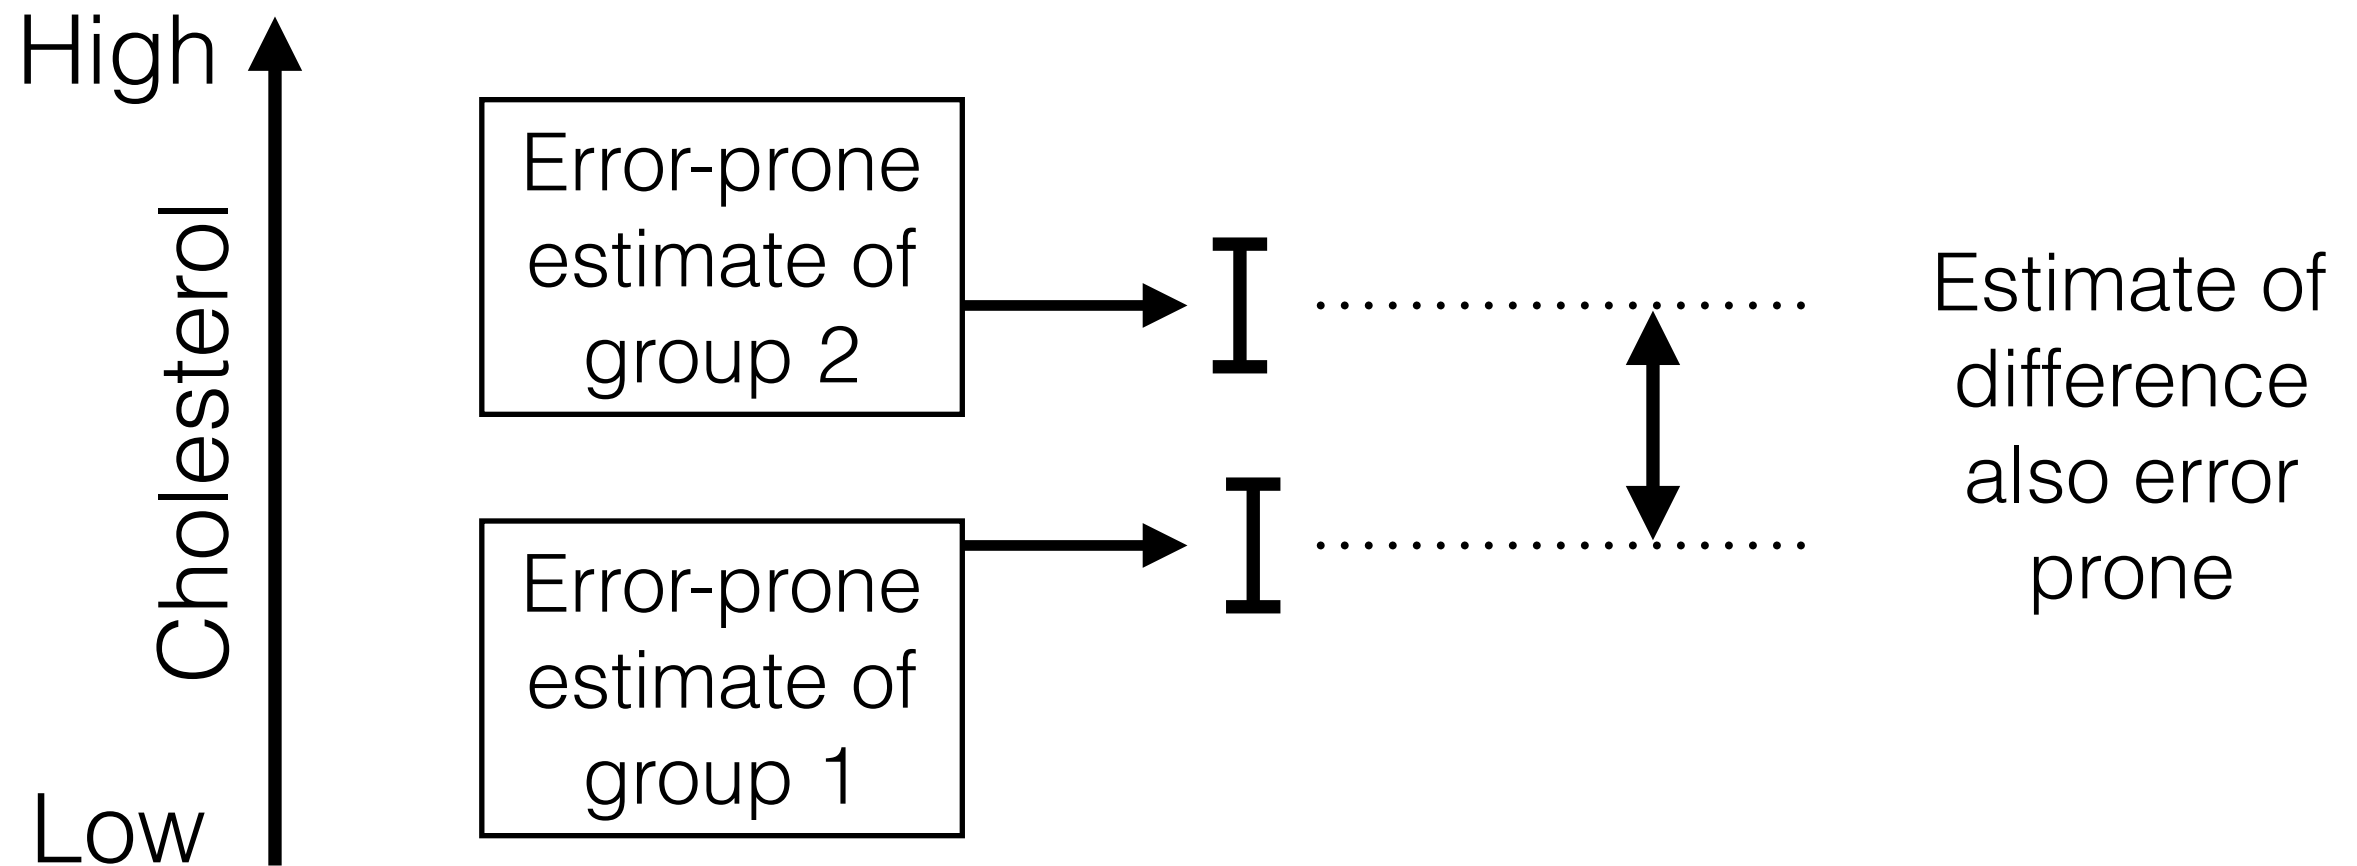 High
Cholesterol
Low
Error-prone
estimate of
group 2
Error-prone
estimate of
group 1
Estimate of
difference
also error
prone